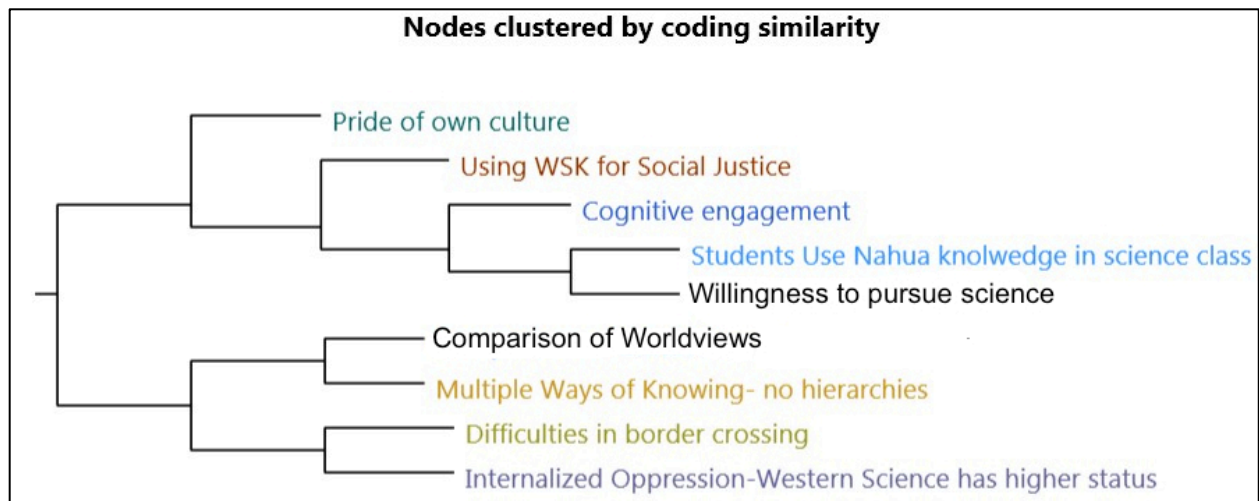 Nodes clustered by coding similarity
Pride of own culture
Using WSK for Social Justice
Cognitive engagement
Students Use Nahua knolwedge in science class
Willingness to pursue science
Comparison of Worldviews
Multiple Ways of Knowing- no hierarchies
Difficulties in border crossing
Internalized Oppression-Western Science has higher status